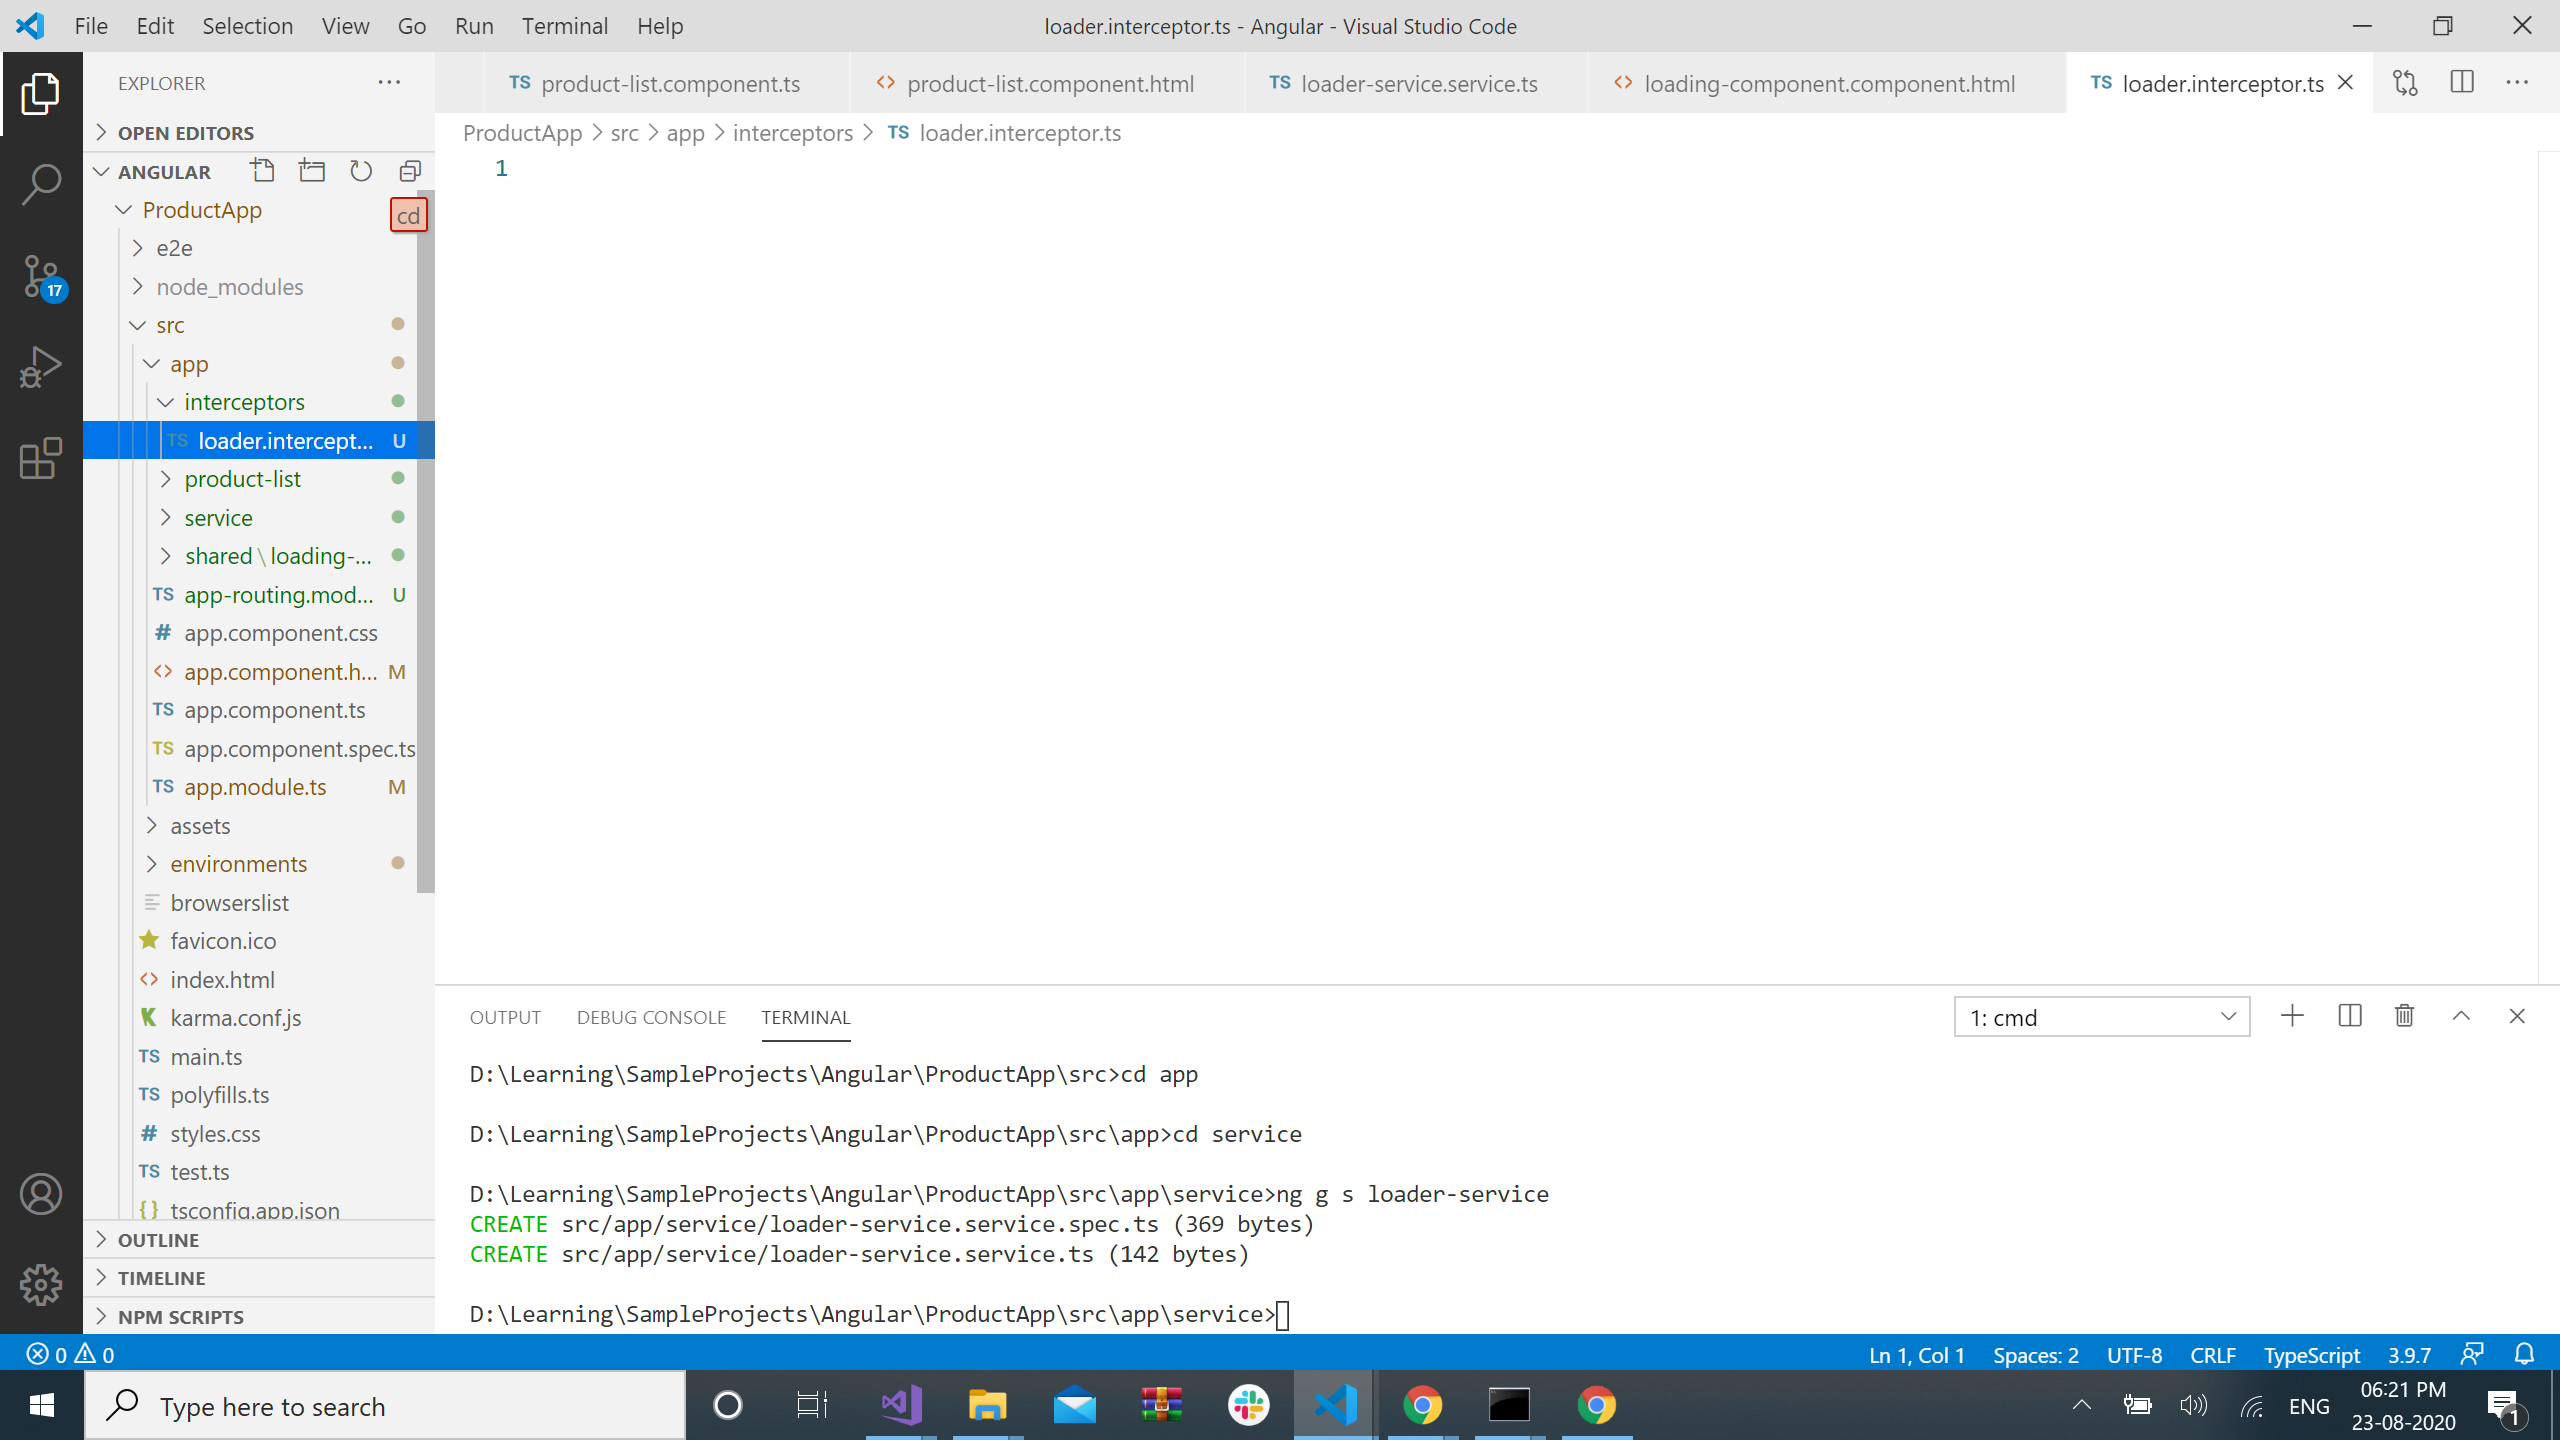 File Edit Selection View Go Run Terminal Help
loader.interceptor.ts - Angular - Visual Studio Code
EXPLORER
product-list.component.ts
product-list.component.html
loader-service.service.ts
loading-component.component.html
loader.interceptor.ts
TS TS <> TS <>
OPEN EDITORS
ProductApp > src > app > interceptors > TS loader.interceptor.ts
ANGULAR
1
ProductApp
cd
e2e
node_modules
17
src
app
interceptors
TS loader.intercept... U
product-list
service
shared \ loading-...
TS app-routing.mod... U
# app.component.css
<> app.component.h... M
TS app.component.ts
TS app.component.spec.ts
TS app.module.ts M
assets
environments
browserslist
favicon.ico
<> index.html
karma.conf.js
TS main.ts
TS polyfills.ts
# styles.css
TS test.ts
{} tsconfig.app.json
OUTLINE
TIMELINE
NPM SCRIPTS
OUTPUT DEBUG CONSOLE TERMINAL
1: cmd
D:\Learning\SampleProjects\Angular\ProductApp\src>cd app
D:\Learning\SampleProjects\Angular\ProductApp\src\app>cd service
D:\Learning\SampleProjects\Angular\ProductApp\src\app\service>ng g s loader-service
CREATE src/app/service/loader-service.service.spec.ts (369 bytes)
CREATE src/app/service/loader-service.service.ts (142 bytes)
D:\Learning\SampleProjects\Angular\ProductApp\src\app\service>
0 0
Ln 1, Col 1 Spaces: 2 UTF-8 CRLF TypeScript 3.9.7
Type here to search
ENG
06:21 PM
23-08-2020
1